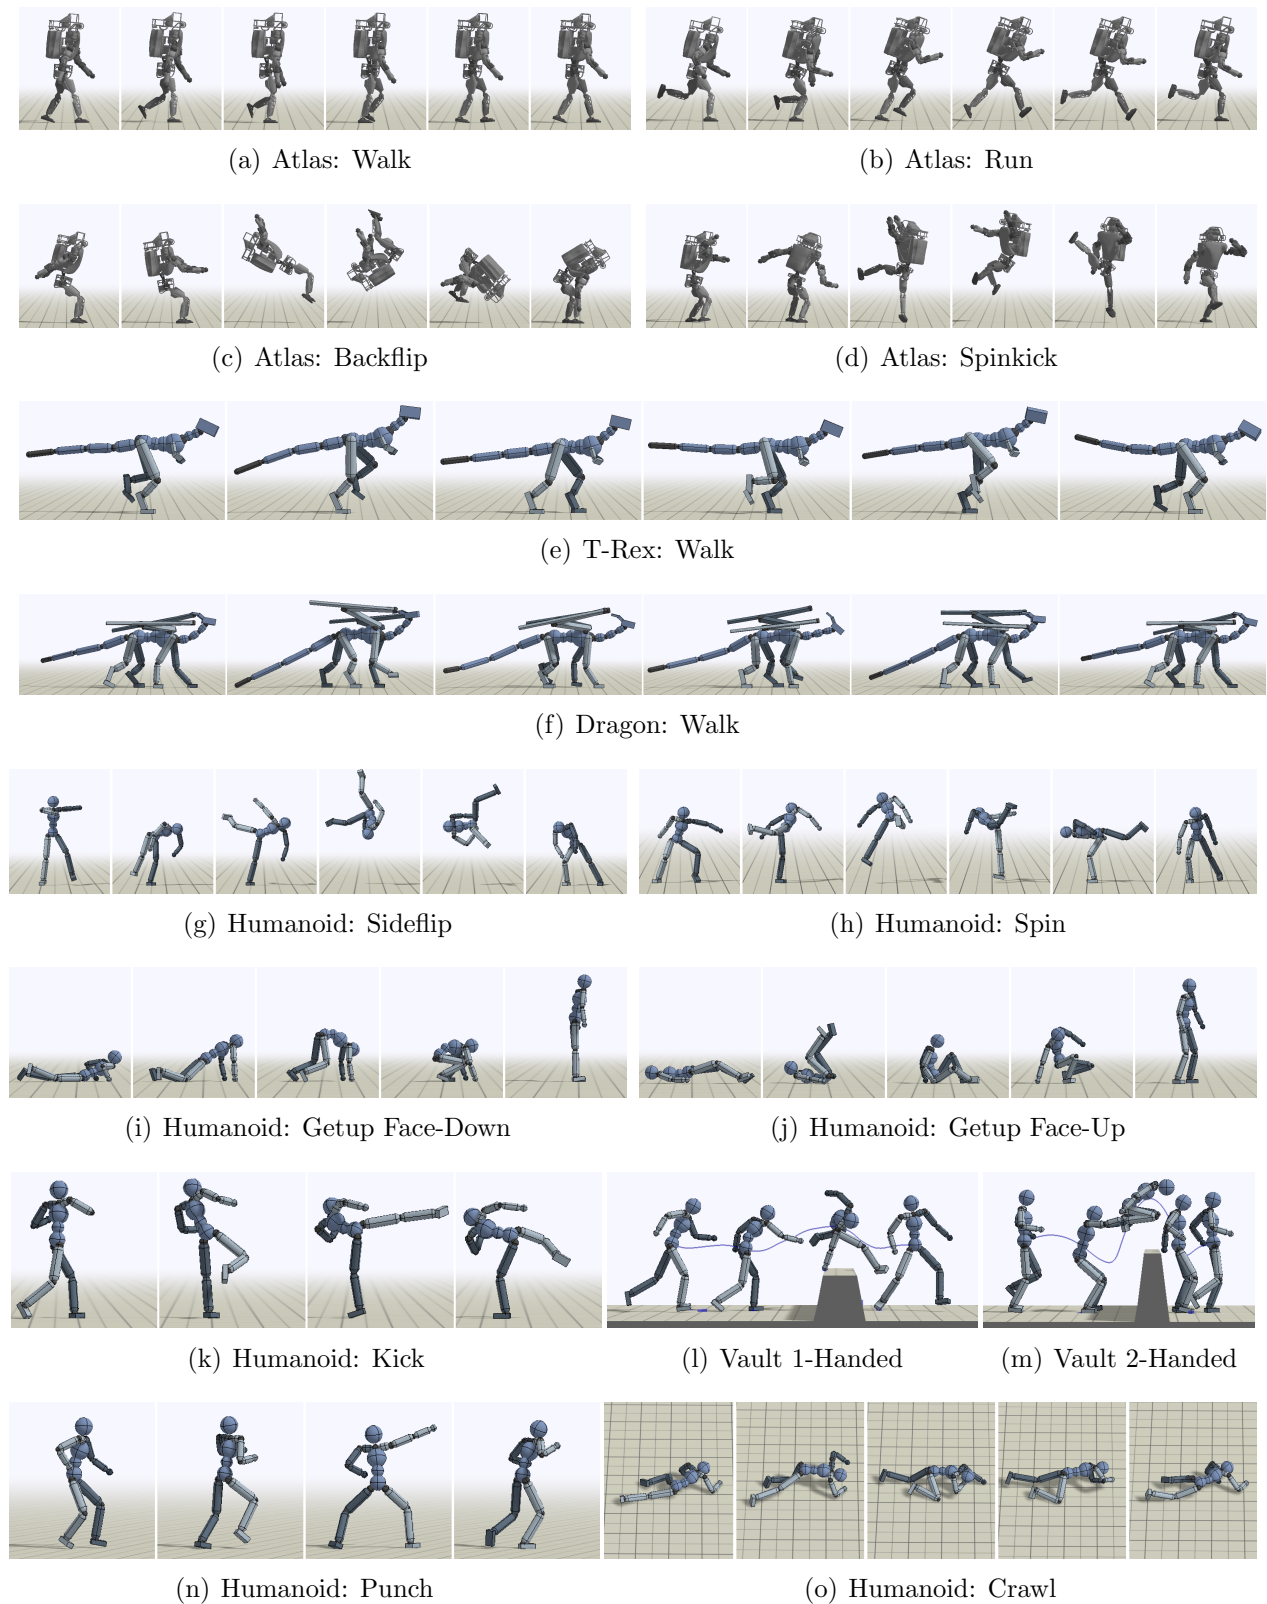 (a) Atlas: Walk
(b) Atlas: Run
(c) Atlas: Backflip
(d) Atlas: Spinkick
(e) T-Rex: Walk
(f) Dragon: Walk
(g) Humanoid: Sideflip
(h) Humanoid: Spin
(i) Humanoid: Getup Face-Down
(j) Humanoid: Getup Face-Up
(k) Humanoid: Kick
(l) Vault 1-Handed
(m) Vault 2-Handed
(n) Humanoid: Punch
(o) Humanoid: Crawl